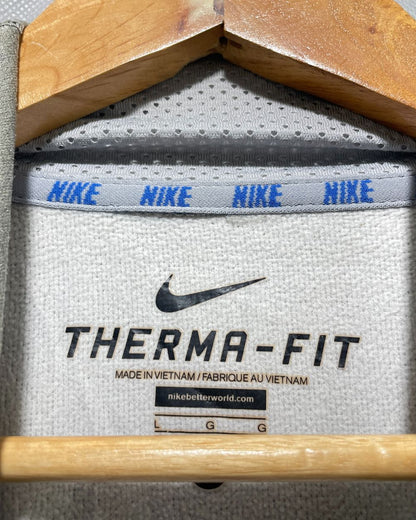 NIKE NIKE NIKE NIKE
THERMA-FIT
MADE IN VIETNAM / FABRIQUE AU VIETNAM
nikebetterworld.com
L G G